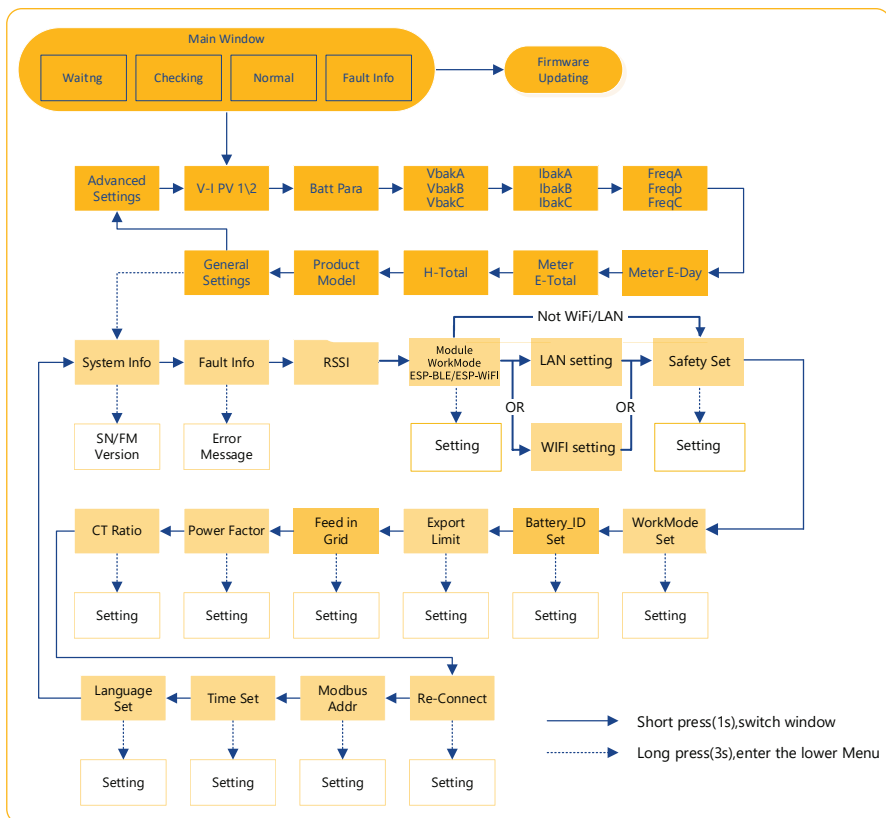 Main Window
Waitng
Checking
Normal
Fault Info
Firmware
Updating
Advanced
Settings
V-I PV 1\2
Batt Para
VbakA
VbakB
VbakC
IbakA
IbakB
IbakC
FreqA
Freqb
FreqC
General
Settings
Product
Model
H-Total
Meter
E-Total
Meter E-Day
Not WiFi/LAN
System Info
Fault Info
RSSI
Module
WorkMode
ESP-BLE/ESP-WiFI
LAN setting
Safety Set
OR
OR
SN/FM
Version
Error
Message
Setting
WIFI setting
Setting
CT Ratio
Power Factor
Feed in
Grid
Export
Limit
Battery_ID
Set
WorkMode
Set
Setting
Setting
Setting
Setting
Setting
Setting
Language
Set
Time Set
Modbus
Addr
Re-Connect
Short press(1s),switch window
Long press(3s),enter the lower Menu
Setting
Setting
Setting
Setting